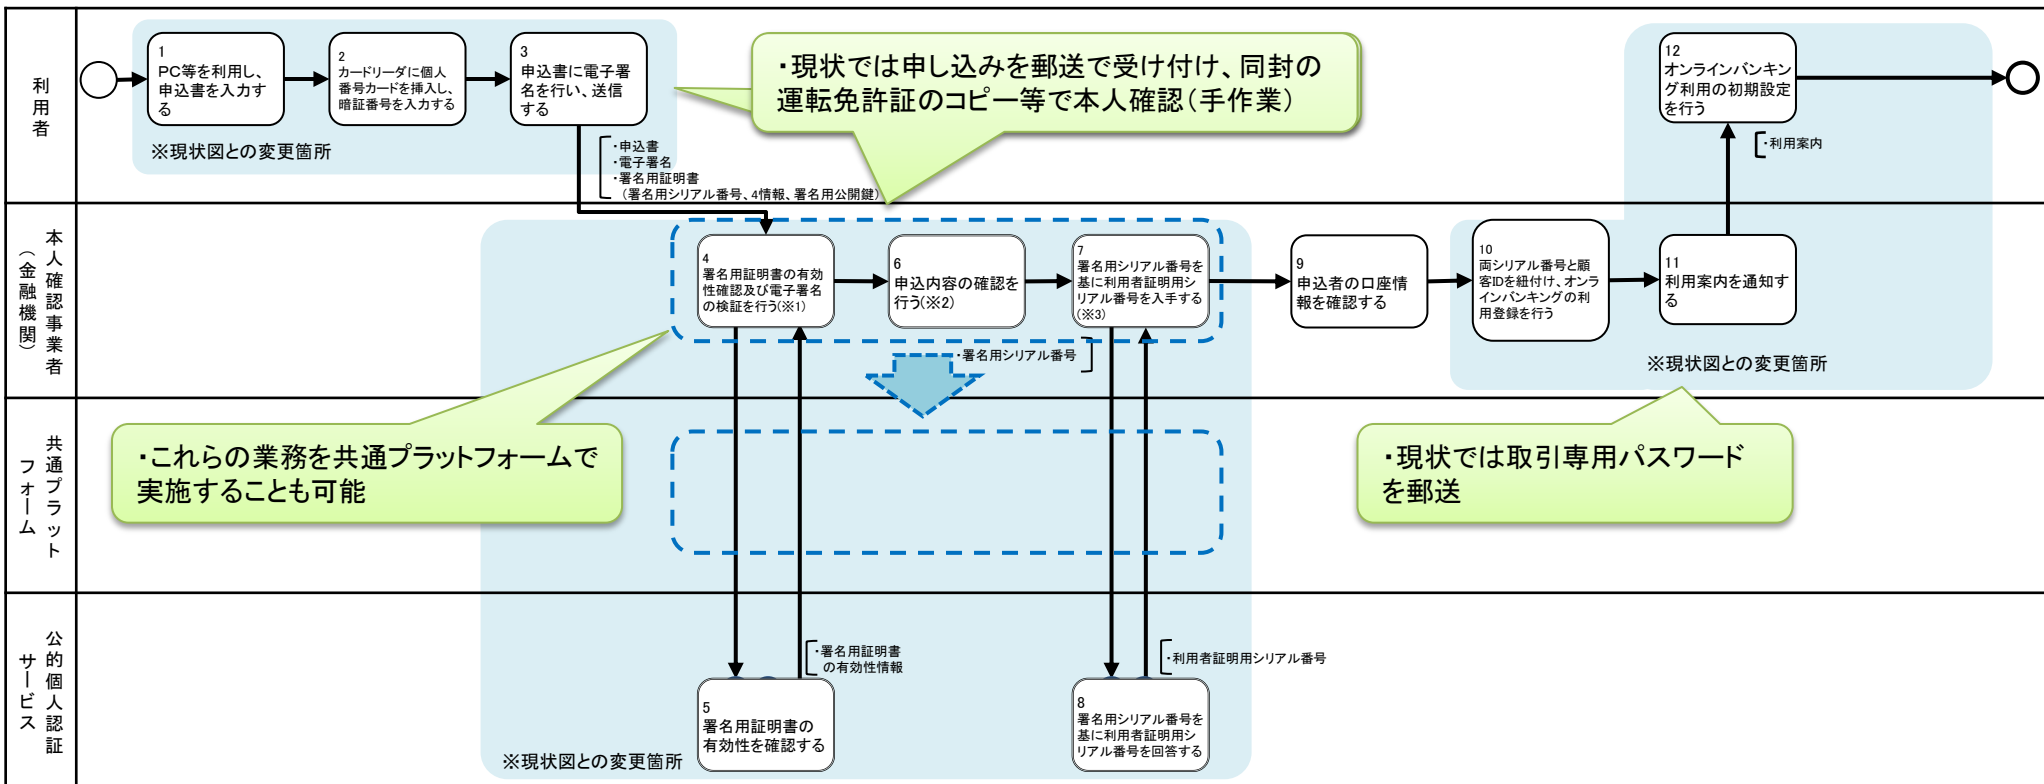 利用者
1
PC等を利用し、
申込書を入力す
る
2
カードリーダに個人
番号カードを挿入し、
暗証番号を入力する
3
申込書に電子署
名を行い、送信
する
※現状図との変更箇所
・申込書
・電子署名
・署名用証明書
（署名用シリアル番号、4情報、署名用公開鍵）
・現状では申し込みを郵送で受け付け、同封の
運転免許証のコピー等で本人確認（手作業）
12
オンラインバンキン
グ利用の初期設定
を行う
・利用案内
本人確認事業者
（金融機関）
4
署名用証明書の有効
性確認及び電子署名
の検証を行う(※1)
6
申込内容の確認を
行う(※2)
7
署名用シリアル番号を
基に利用者証明用シ
リアル番号を入手する
(※3)
・署名用シリアル番号
9
申込者の口座情
報を確認する
10
両シリアル番号と顧
客IDを紐付け、オンラ
インバンキングの利
用登録を行う
11
利用案内を通知す
る
※現状図との変更箇所
共通プラット
フォーム
・これらの業務を共通プラットフォームで
実施することも可能
・現状では取引専用パスワード
を郵送
公的個人認証
サービス
・署名用証明書
の有効性情報
5
署名用証明書の
有効性を確認する
・利用者証明用シリアル番号
8
署名用シリアル番号を
基に利用者証明用シ
リアル番号を回答する
※現状図との変更箇所